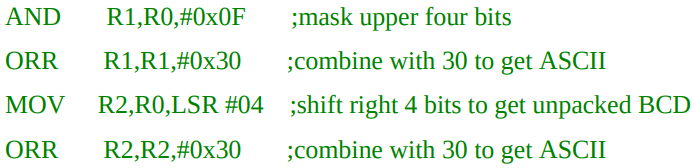 AND R1,R0,#0x0F ;mask upper four bits
ORR R1,R1,#0x30 ;combine with 30 to get ASCII
MOV R2,R0,LSR #04 ;shift right 4 bits to get unpacked BCD
ORR R2,R2,#0x30 ;combine with 30 to get ASCII